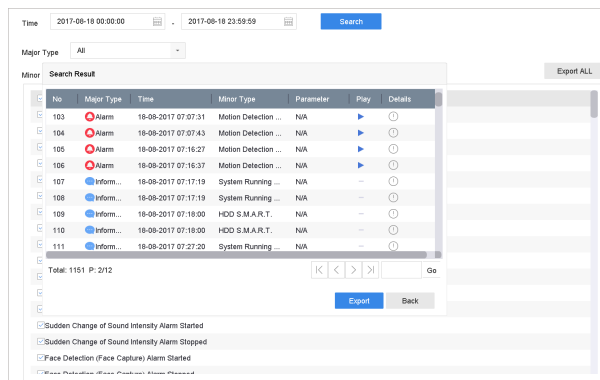 Time 2017-08-18 00:00:00 - 2017-08-18 23:59:59 Search
Major Type All
Minor Search Result Export ALL
No Major Type Time Minor Type Parameter Play Details
103 Alarm 18-08-2017 07:07:31 Motion Detection ... N/A
104 Alarm 18-08-2017 07:07:43 Motion Detection ... N/A
105 Alarm 18-08-2017 07:16:27 Motion Detection ... N/A
106 Alarm 18-08-2017 07:16:37 Motion Detection ... N/A
107 Inform... 18-08-2017 07:17:19 System Running ... N/A —
108 Inform... 18-08-2017 07:17:19 System Running ... N/A —
109 Inform... 18-08-2017 07:18:00 HDD S.M.A.R.T. N/A —
110 Inform... 18-08-2017 07:18:00 HDD S.M.A.R.T. N/A —
111 Inform... 18-08-2017 07:27:20 System Running ... N/A —
Total: 1151 P: 2/12 Go
Export Back
Sudden Change of Sound Intensity Alarm Started
Sudden Change of Sound Intensity Alarm Stopped
Face Detection (Face Capture) Alarm Started
Face Detection (Face Capture) Alarm Stopped